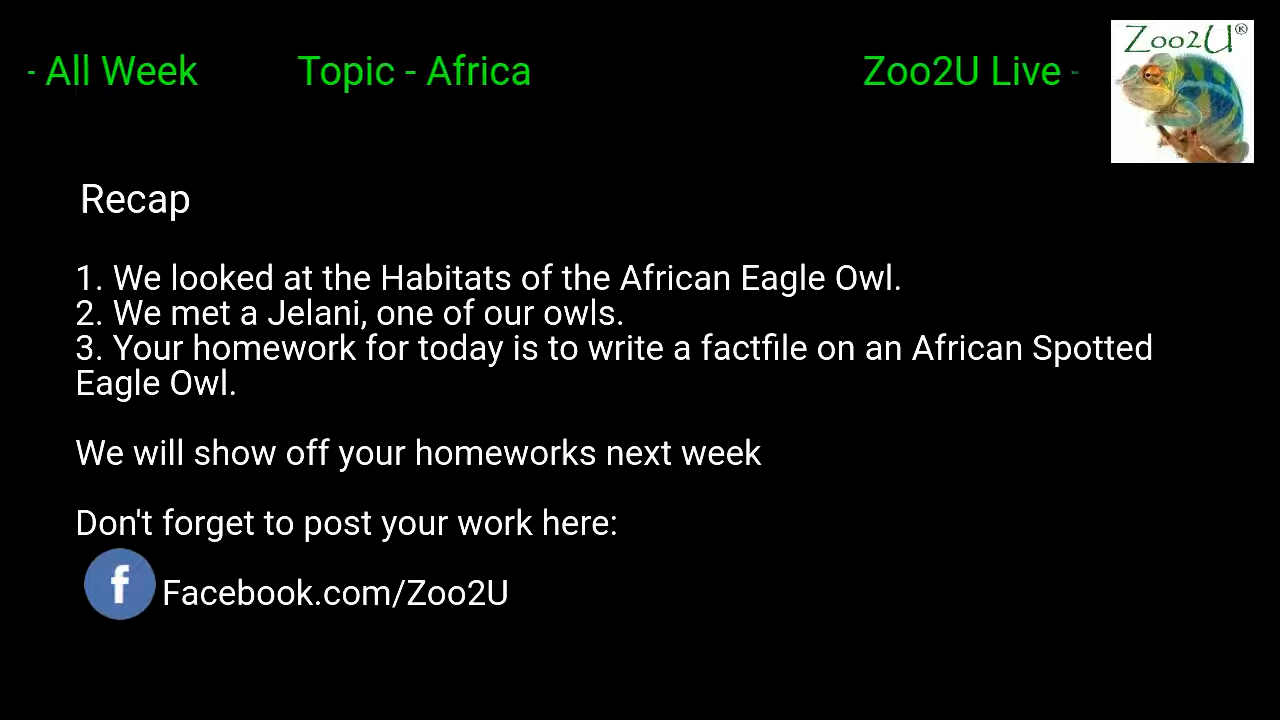 - All Week
Topic - Africa
Zoo2U Live -
Zoo2U®
Recap
1. We looked at the Habitats of the African Eagle Owl.
2. We met a Jelani, one of our owls.
3. Your homework for today is to write a factfile on an African Spotted
Eagle Owl.
We will show off your homeworks next week
Don't forget to post your work here:
f
Facebook.com/Zoo2U